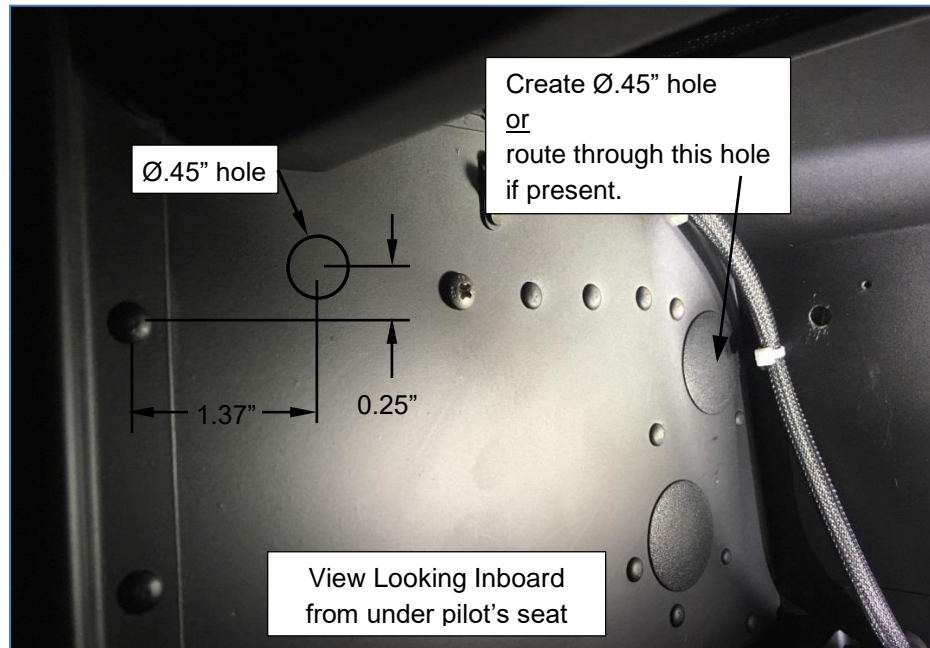 Create Ø.45” hole
or
route through this hole
if present.
Ø.45” hole
1.37”
0.25”
View Looking Inboard
from under pilot’s seat